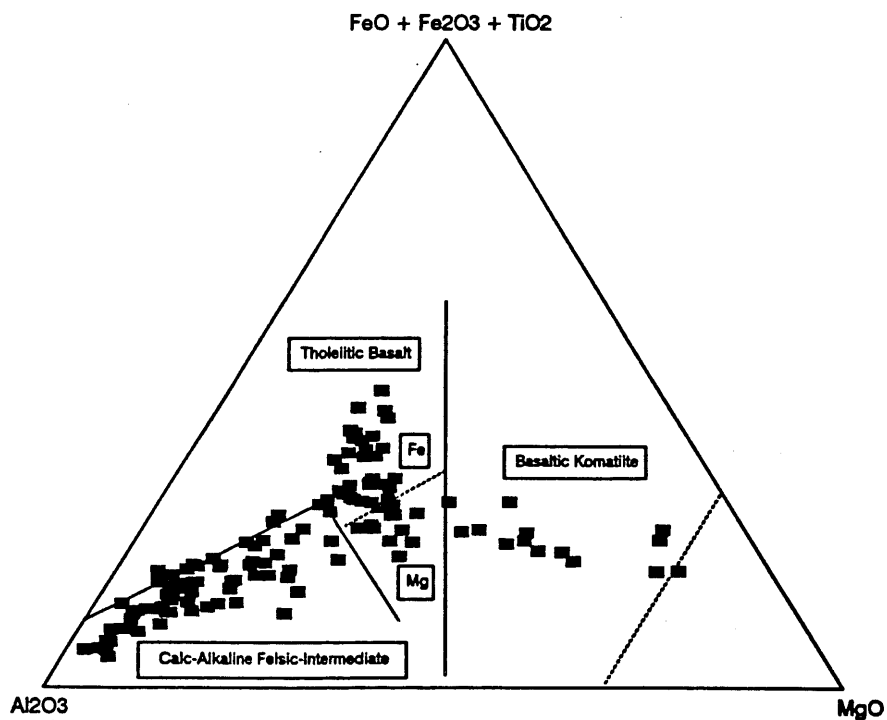 FeO + Fe2O3 + TiO2
Tholeiitic Basalt
Fe
Basaltic Komatiite
Mg
Calc-Alkaline Felsic-Intermediate
Al2O3
MgO